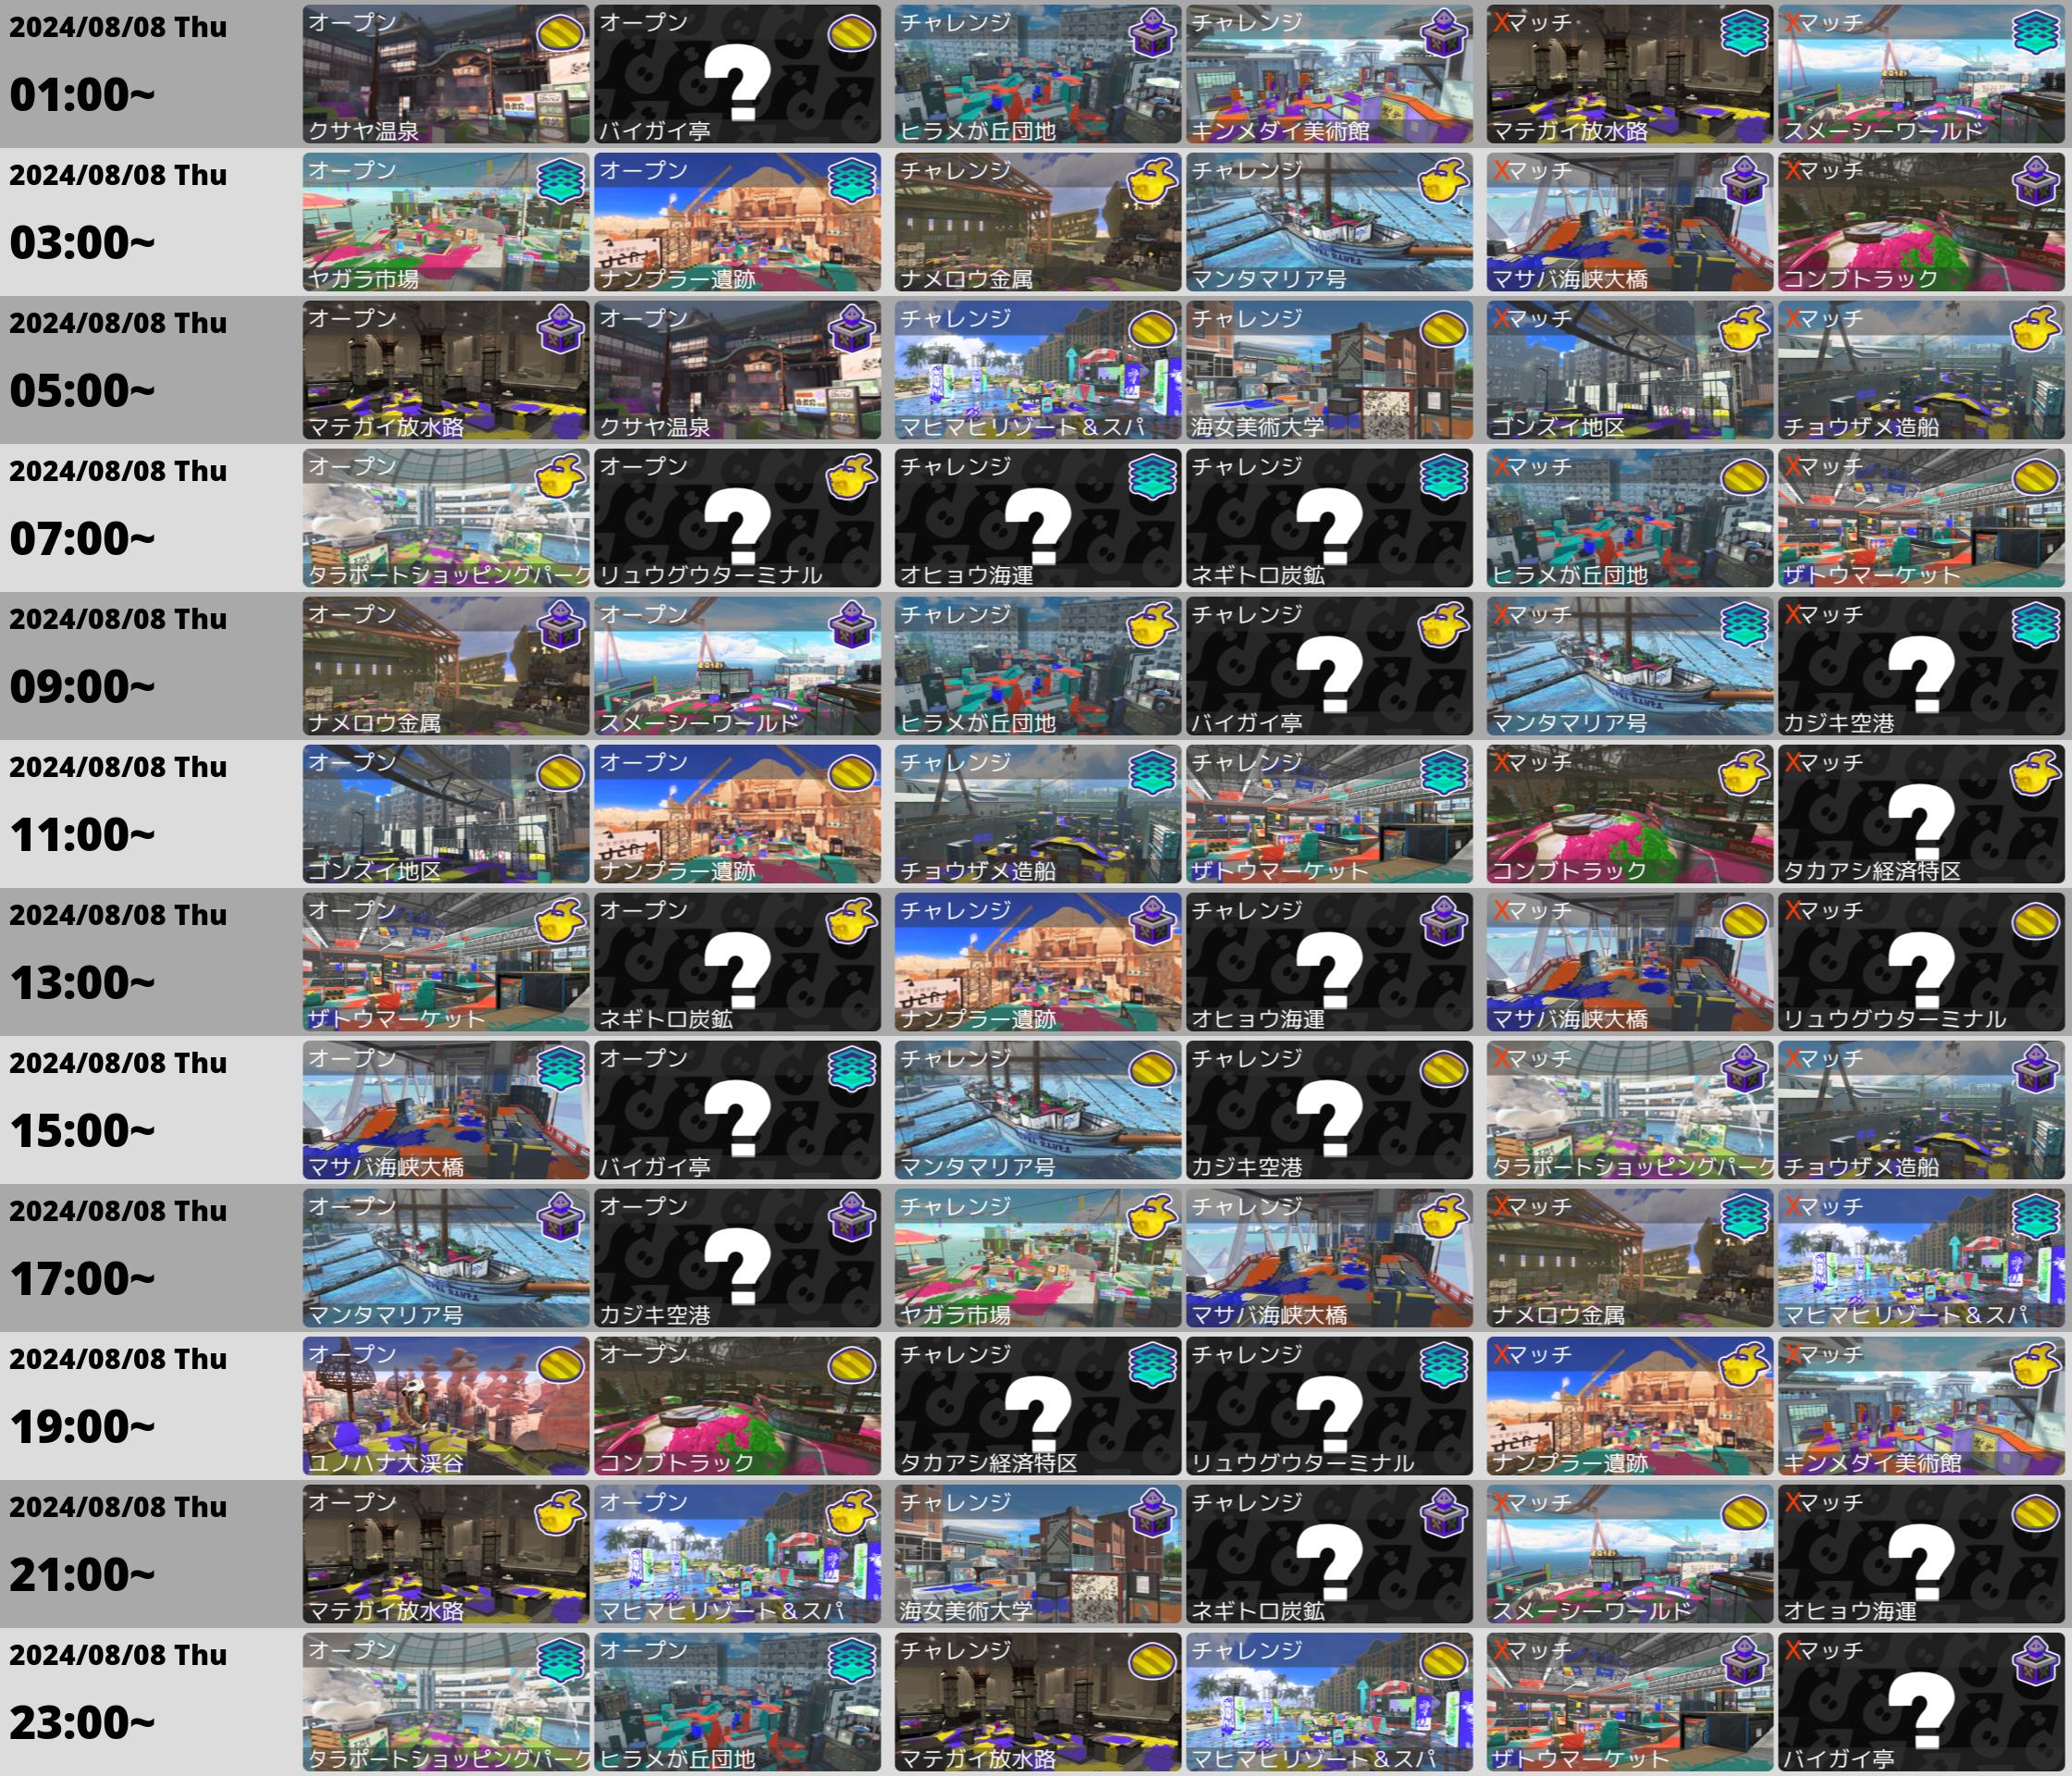 2024/08/08 Thu
01:00~
オープン オープン チャレンジ チャレンジ Xマッチ Xマッチ
クサヤ温泉 バイガイ亭 ヒラメが丘団地 キンメダイ美術館 マテガイ放水路 スメーシーワールド
2024/08/08 Thu
03:00~
オープン オープン チャレンジ チャレンジ Xマッチ Xマッチ
ヤガラ市場 ナンプラー遺跡 ナメロウ金属 マンタマリア号 マサバ海峡大橋 コンブトラック
2024/08/08 Thu
05:00~
オープン オープン チャレンジ チャレンジ Xマッチ Xマッチ
マテガイ放水路 クサヤ温泉 マヒマヒリゾート＆スパ 海女美術大学 ゴンズイ地区 チョウザメ造船
2024/08/08 Thu
07:00~
オープン オープン チャレンジ チャレンジ Xマッチ Xマッチ
タラポートショッピングパーク リュウグウターミナル オヒョウ海運 ネギトロ炭鉱 ヒラメが丘団地 ザトウマーケット
2024/08/08 Thu
09:00~
オープン オープン チャレンジ チャレンジ Xマッチ Xマッチ
ナメロウ金属 スメーシーワールド ヒラメが丘団地 バイガイ亭 マンタマリア号 カジキ空港
2024/08/08 Thu
11:00~
オープン オープン チャレンジ チャレンジ Xマッチ Xマッチ
ゴンズイ地区 ナンプラー遺跡 チョウザメ造船 ザトウマーケット コンブトラック タカアシ経済特区
2024/08/08 Thu
13:00~
オープン オープン チャレンジ チャレンジ Xマッチ Xマッチ
ザトウマーケット ネギトロ炭鉱 ナンプラー遺跡 オヒョウ海運 マサバ海峡大橋 リュウグウターミナル
2024/08/08 Thu
15:00~
オープン オープン チャレンジ チャレンジ Xマッチ Xマッチ
マサバ海峡大橋 バイガイ亭 マンタマリア号 カジキ空港 タラポートショッピングパーク チョウザメ造船
2024/08/08 Thu
17:00~
オープン オープン チャレンジ チャレンジ Xマッチ Xマッチ
マンタマリア号 カジキ空港 ヤガラ市場 マサバ海峡大橋 ナメロウ金属 マヒマヒリゾート＆スパ
2024/08/08 Thu
19:00~
オープン オープン チャレンジ チャレンジ Xマッチ Xマッチ
ユノハナ大渓谷 コンブトラック タカアシ経済特区 リュウグウターミナル ナンプラー遺跡 キンメダイ美術館
2024/08/08 Thu
21:00~
オープン オープン チャレンジ チャレンジ Xマッチ Xマッチ
マテガイ放水路 マヒマヒリゾート＆スパ 海女美術大学 ネギトロ炭鉱 スメーシーワールド オヒョウ海運
2024/08/08 Thu
23:00~
オープン オープン チャレンジ チャレンジ Xマッチ Xマッチ
タラポートショッピングパーク ヒラメが丘団地 マテガイ放水路 マヒマヒリゾート＆スパ ザトウマーケット バイガイ亭